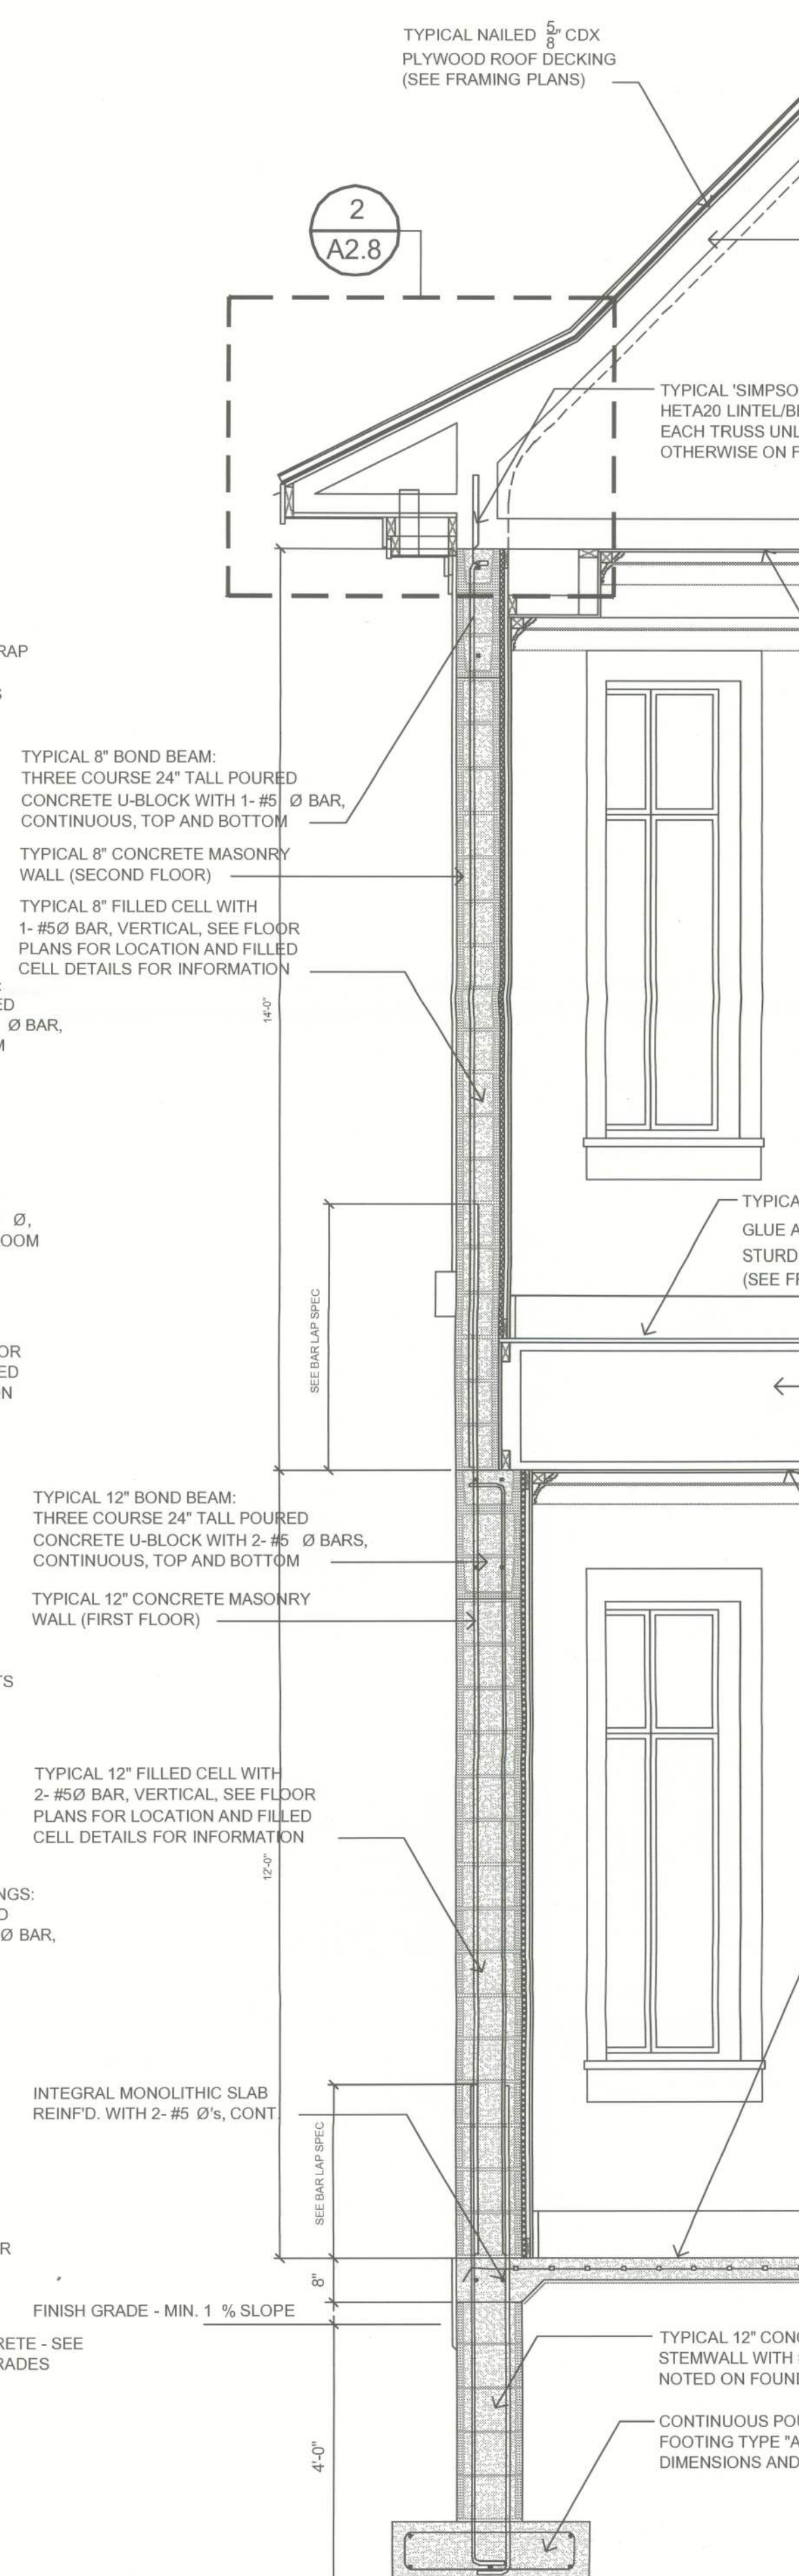 TYPICAL NAILED 5/8" CDX
PLYWOOD ROOF DECKING
(SEE FRAMING PLANS)
2
A2.8
TYPICAL 'SIMPSO
HETA20 LINTEL/B
EACH TRUSS UNL
OTHERWISE ON F
RAP
S
TYPICAL 8" BOND BEAM:
THREE COURSE 24" TALL POURED
CONCRETE U-BLOCK WITH 1- #5 Ø BAR,
CONTINUOUS, TOP AND BOTTOM
TYPICAL 8" CONCRETE MASONRY
WALL (SECOND FLOOR)
TYPICAL 8" FILLED CELL WITH
1- #5Ø BAR, VERTICAL, SEE FLOOR
PLANS FOR LOCATION AND FILLED
CELL DETAILS FOR INFORMATION
:
ED
Ø BAR,
M
14'-0"
Ø,
OOM
TYPICA
GLUE A
STURD
(SEE F
SEE BAR LAP SPEC
OR
ED
ON
TYPICAL 12" BOND BEAM:
THREE COURSE 24" TALL POURED
CONCRETE U-BLOCK WITH 2- #5 Ø BARS,
CONTINUOUS, TOP AND BOTTOM
TYPICAL 12" CONCRETE MASONRY
WALL (FIRST FLOOR)
TS
TYPICAL 12" FILLED CELL WITH
2- #5Ø BAR, VERTICAL, SEE FLOOR
PLANS FOR LOCATION AND FILLED
CELL DETAILS FOR INFORMATION
12'-0"
NGS:
D
Ø BAR,
INTEGRAL MONOLITHIC SLAB
REINF'D. WITH 2- #5 Ø's, CONT.
SEE BAR LAP SPEC
R
8"
FINISH GRADE - MIN. 1 % SLOPE
RETE - SEE
RADES
TYPICAL 12" CONC
STEMWALL WITH
NOTED ON FOUND
4'-0"
CONTINUOUS POU
FOOTING TYPE "A
DIMENSIONS AND